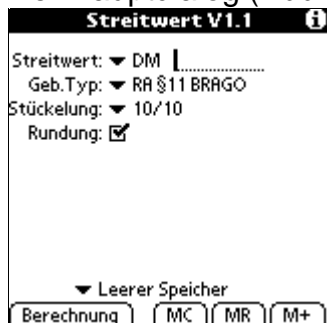 Streitwert V1.1 i
Streitwert: DM
Geb.Typ: RA §11 BRAGO
Stückelung: 10/10
Rundung:
Leerer Speicher
Berechnung MC MR M+